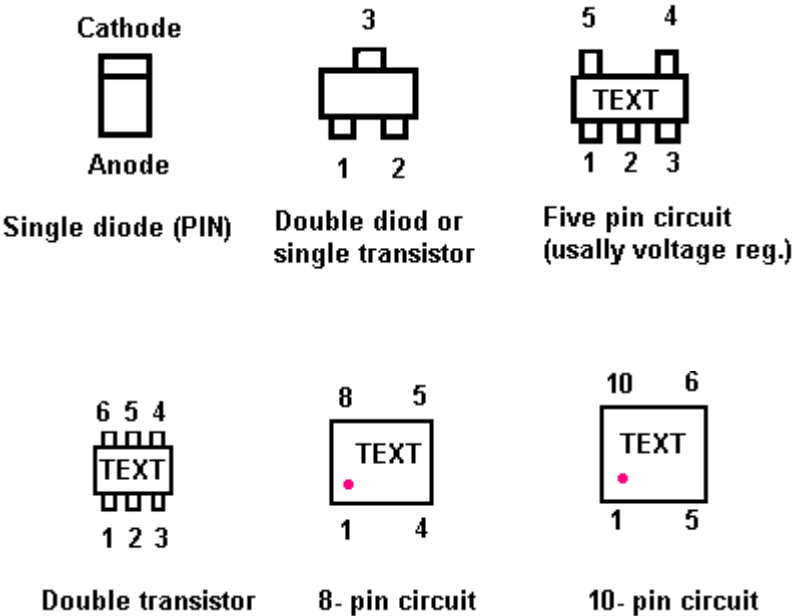 Cathode
Anode
Single diode (PIN)
3
1 2
Double diod or
single transistor
5 4
TEXT
1 2 3
Five pin circuit
(usally voltage reg.)
6 5 4
TEXT
1 2 3
Double transistor
8 5
TEXT
1 4
8- pin circuit
10 6
TEXT
1 5
10- pin circuit